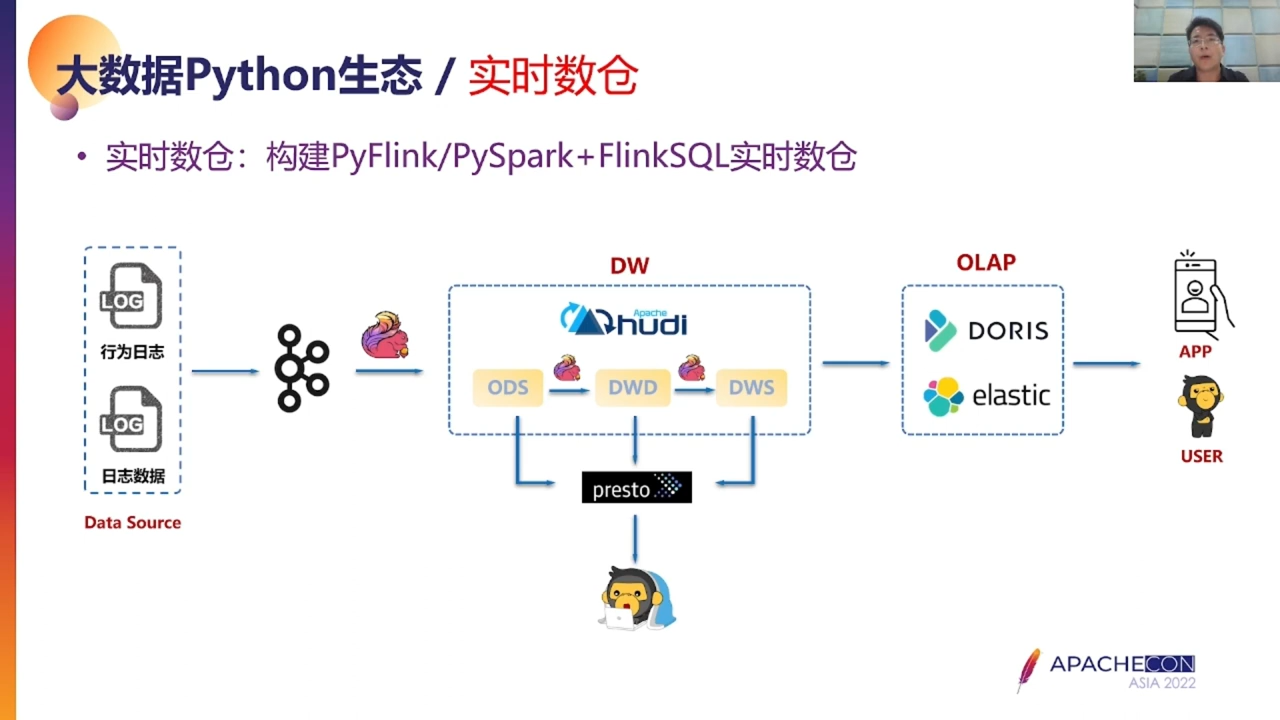 大数据Python生态 / 实时数仓
• 实时数仓：构建PyFlink/PySpark+FlinkSQL实时数仓
LOG
行为日志
LOG
日志数据
Data Source
DW
Apache
hudi
ODS
DWD
DWS
presto
OLAP
DORIS
elastic
APP
USER
APACHECON
ASIA 2022